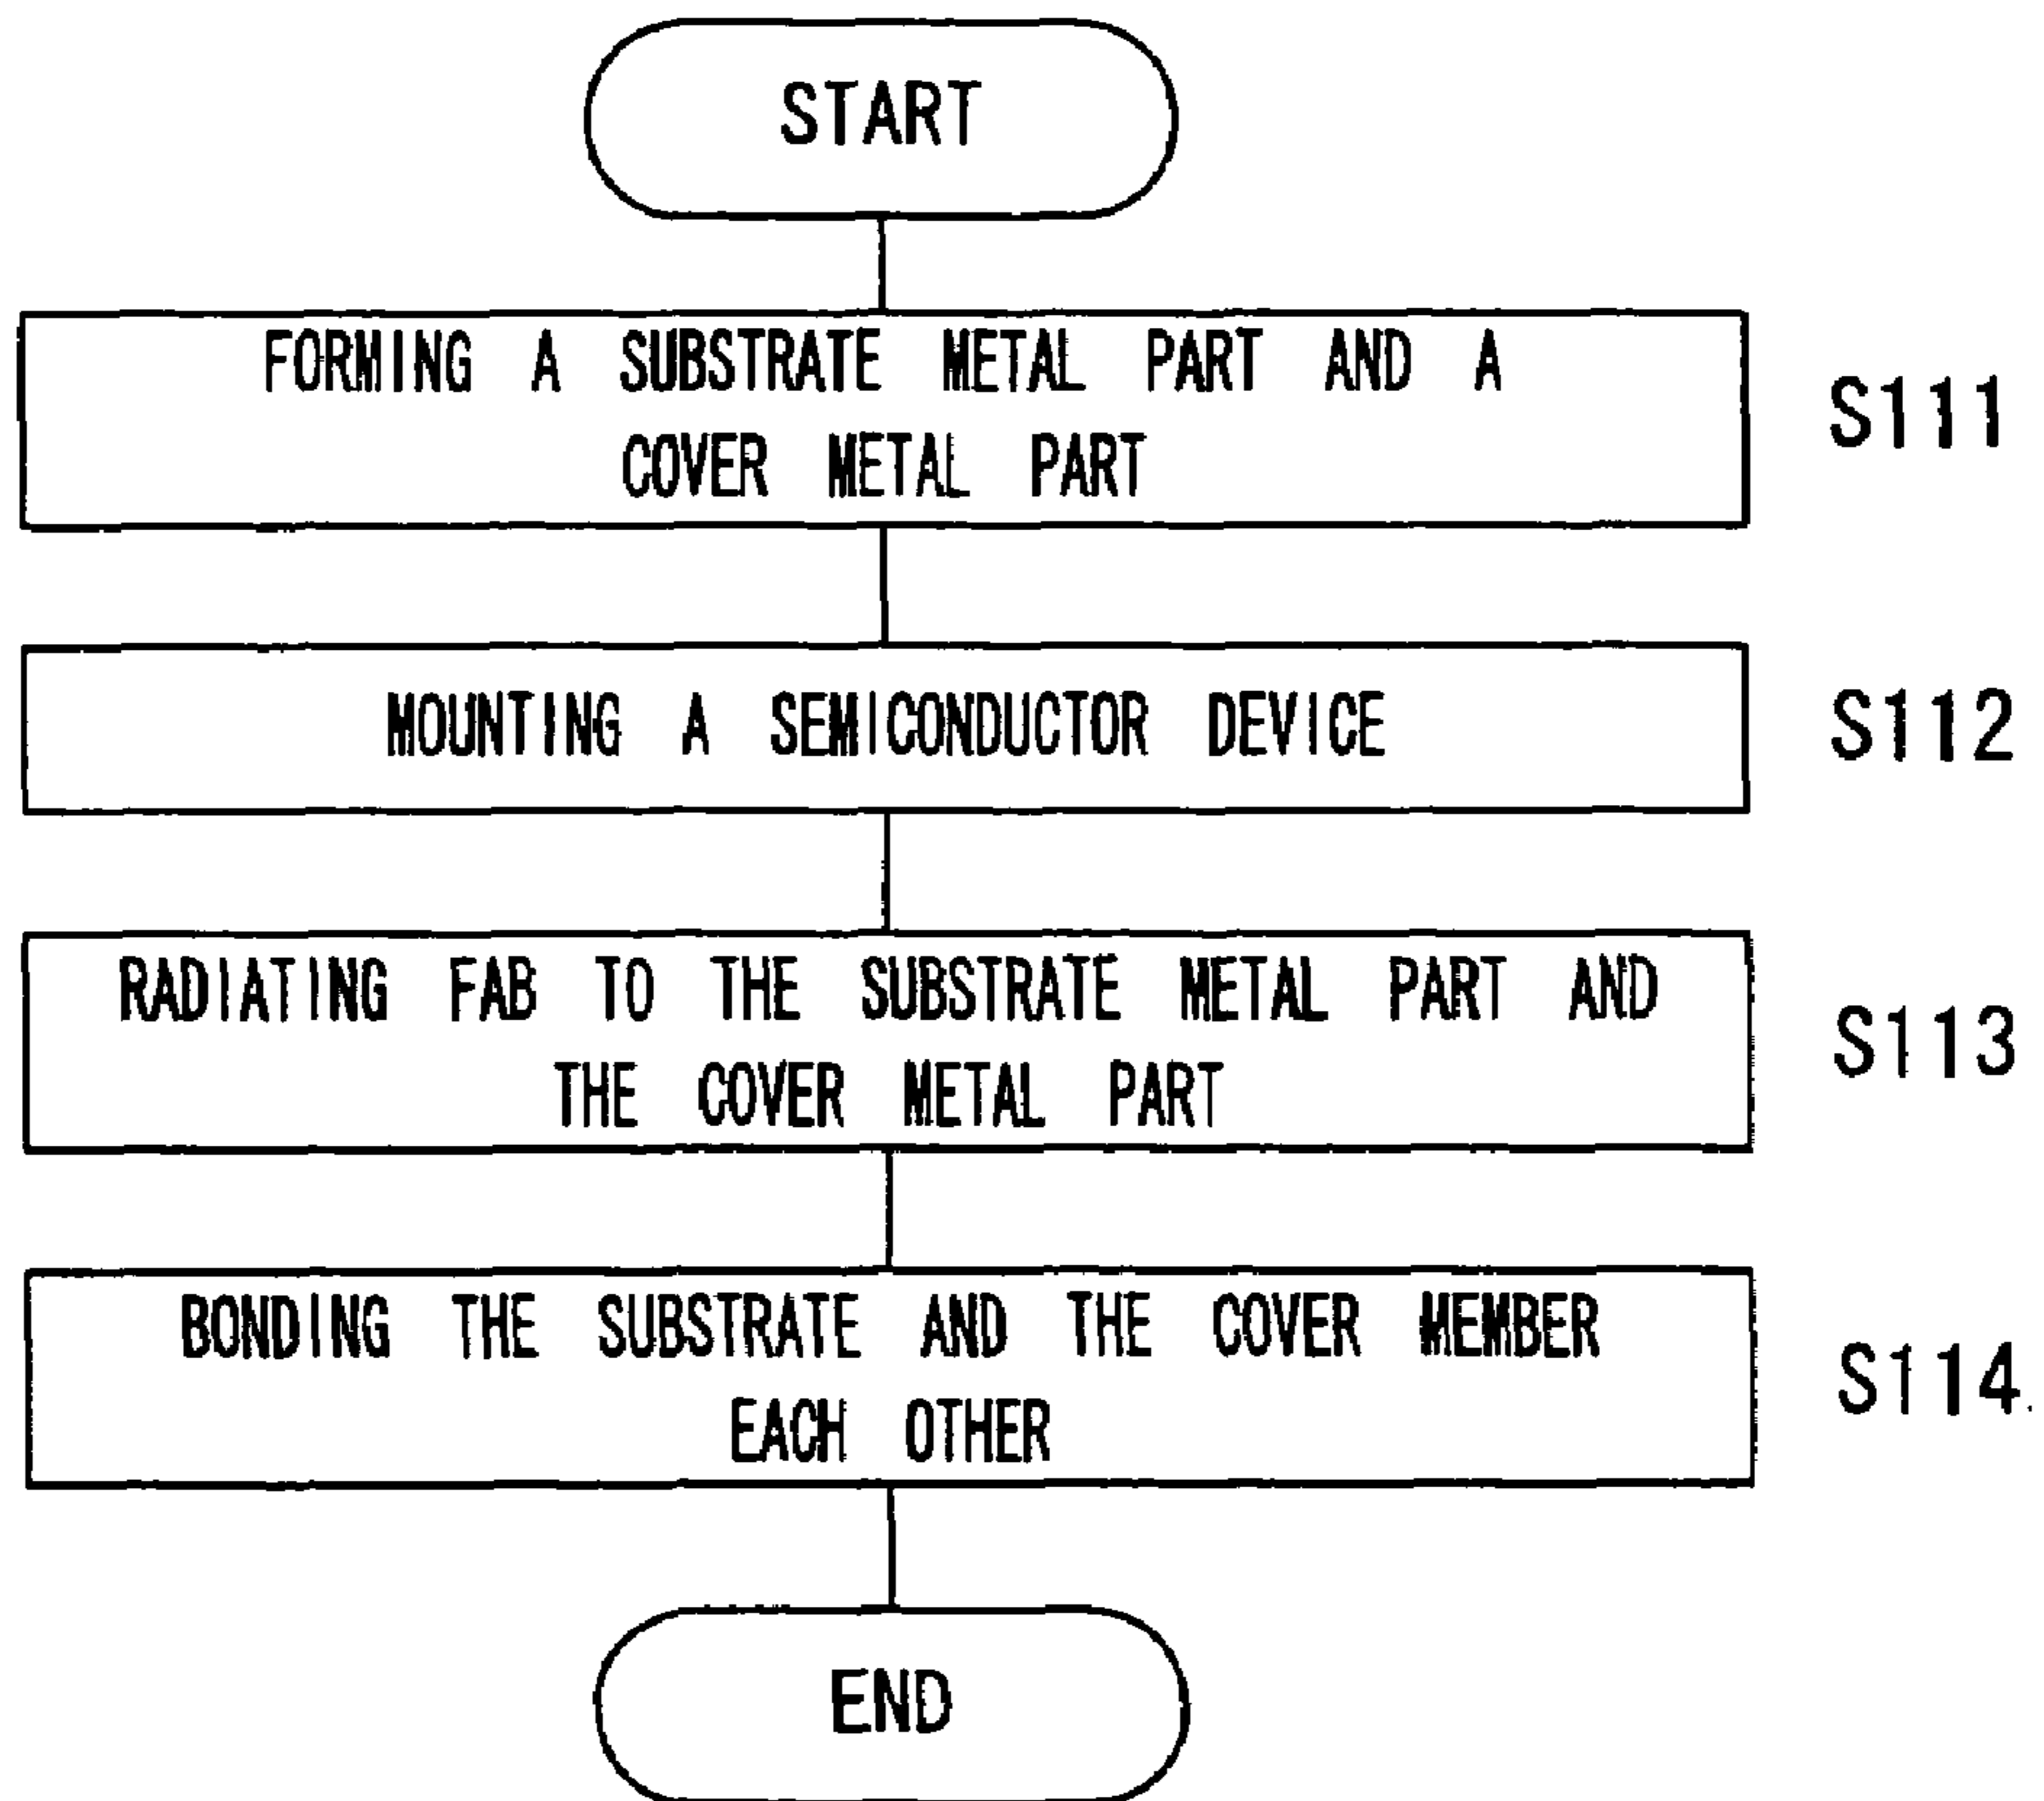 START
FORMING A SUBSTRATE METAL PART AND A
COVER METAL PART
S111
MOUNTING A SEMICONDUCTOR DEVICE
S112
RADIATING FAB TO THE SUBSTRATE METAL PART AND
THE COVER METAL PART
S113
BONDING THE SUBSTRATE AND THE COVER MEMBER
EACH OTHER
S114
END